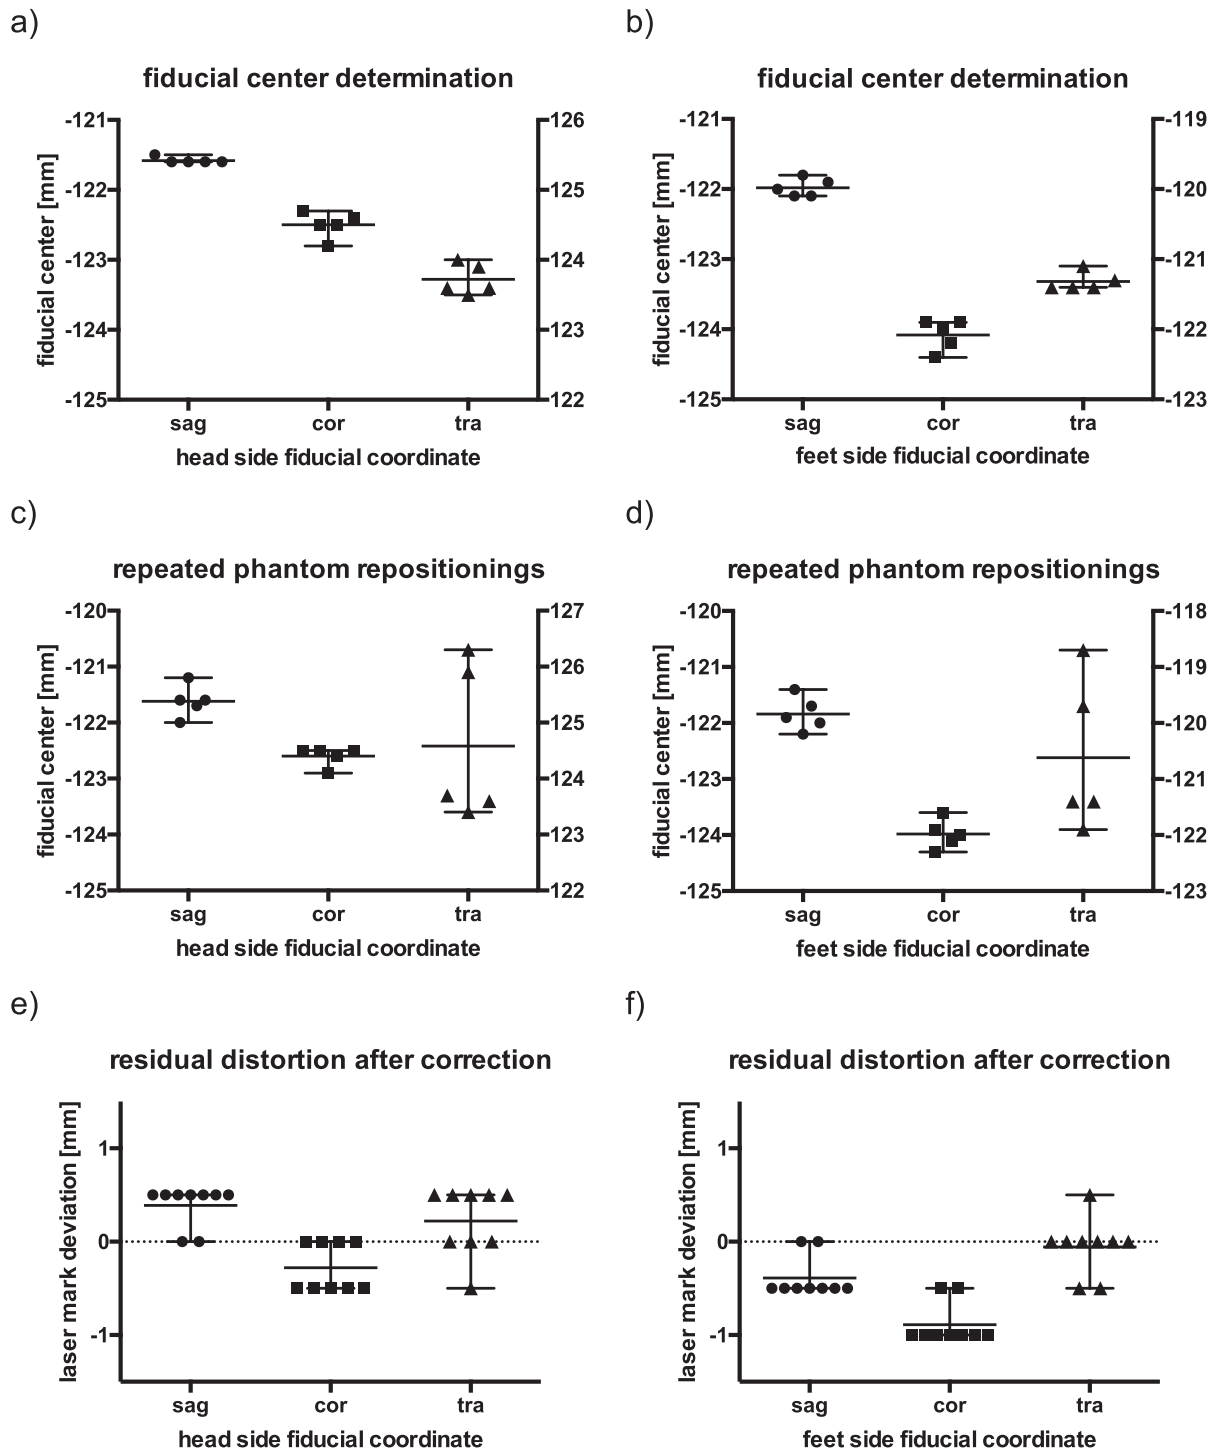 a)
fiducial center determination
fiducial center [mm]
-121
-122
-123
-124
-125
126
125
124
123
122
sag cor tra
head side fiducial coordinate
b)
fiducial center determination
fiducial center [mm]
-121
-122
-123
-124
-125
-119
-120
-121
-122
-123
sag cor tra
feet side fiducial coordinate
c)
repeated phantom repositionings
fiducial center [mm]
-120
-121
-122
-123
-124
-125
127
126
125
124
123
122
sag cor tra
head side fiducial coordinate
d)
repeated phantom repositionings
fiducial center [mm]
-120
-121
-122
-123
-124
-125
-118
-119
-120
-121
-122
-123
sag cor tra
feet side fiducial coordinate
e)
residual distortion after correction
laser mark deviation [mm]
1
0
-1
sag cor tra
head side fiducial coordinate
f)
residual distortion after correction
laser mark deviation [mm]
1
0
-1
sag cor tra
feet side fiducial coordinate